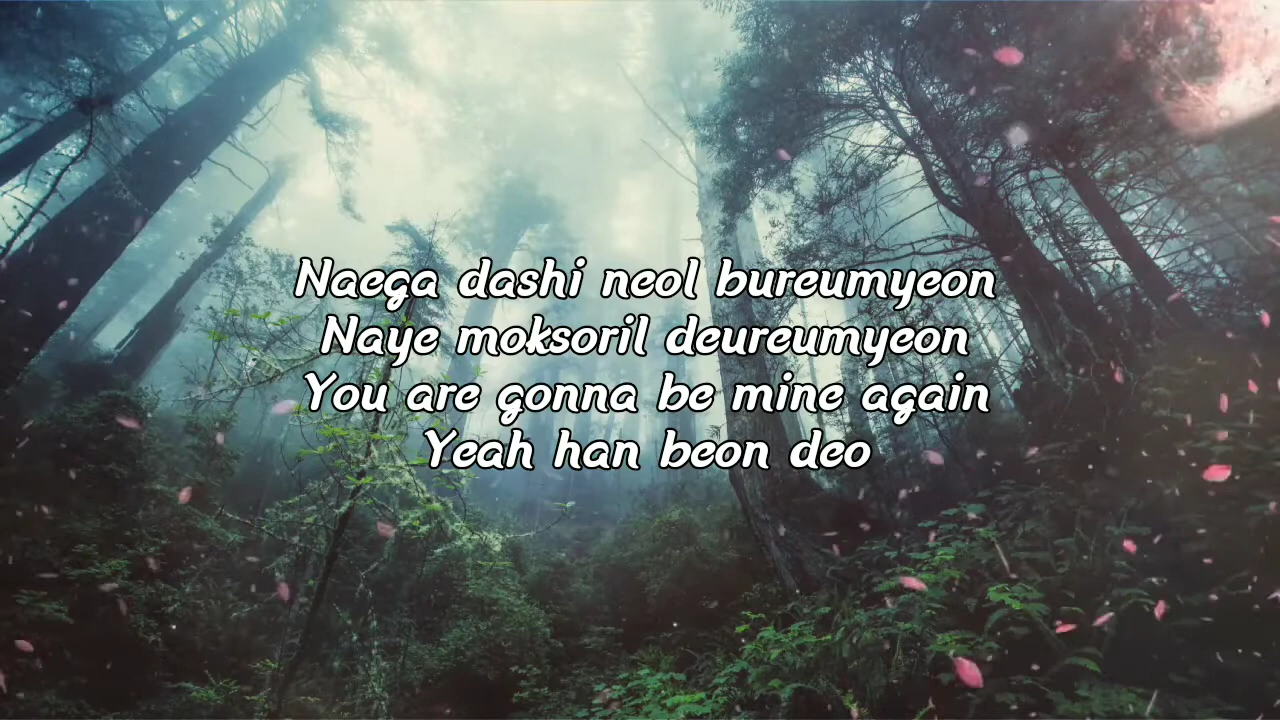 Naega dashi neol bureumyeon
Naye moksoril deureumyeon
You are gonna be mine again
Yeah han beon deo